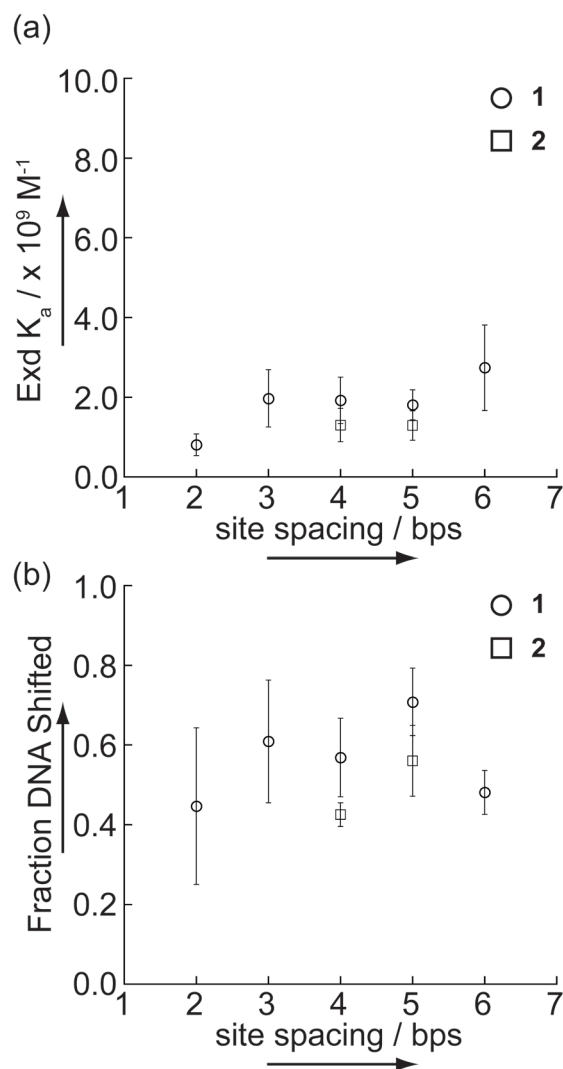 (a)
10.0
8.0
6.0
4.0
2.0
0.0
Exd Ka / x 10⁹ M⁻¹
1
2
1 2 3 4 5 6 7
site spacing / bps
(b)
1.0
0.8
0.6
0.4
0.2
0.0
Fraction DNA Shifted
1
2
1 2 3 4 5 6 7
site spacing / bps